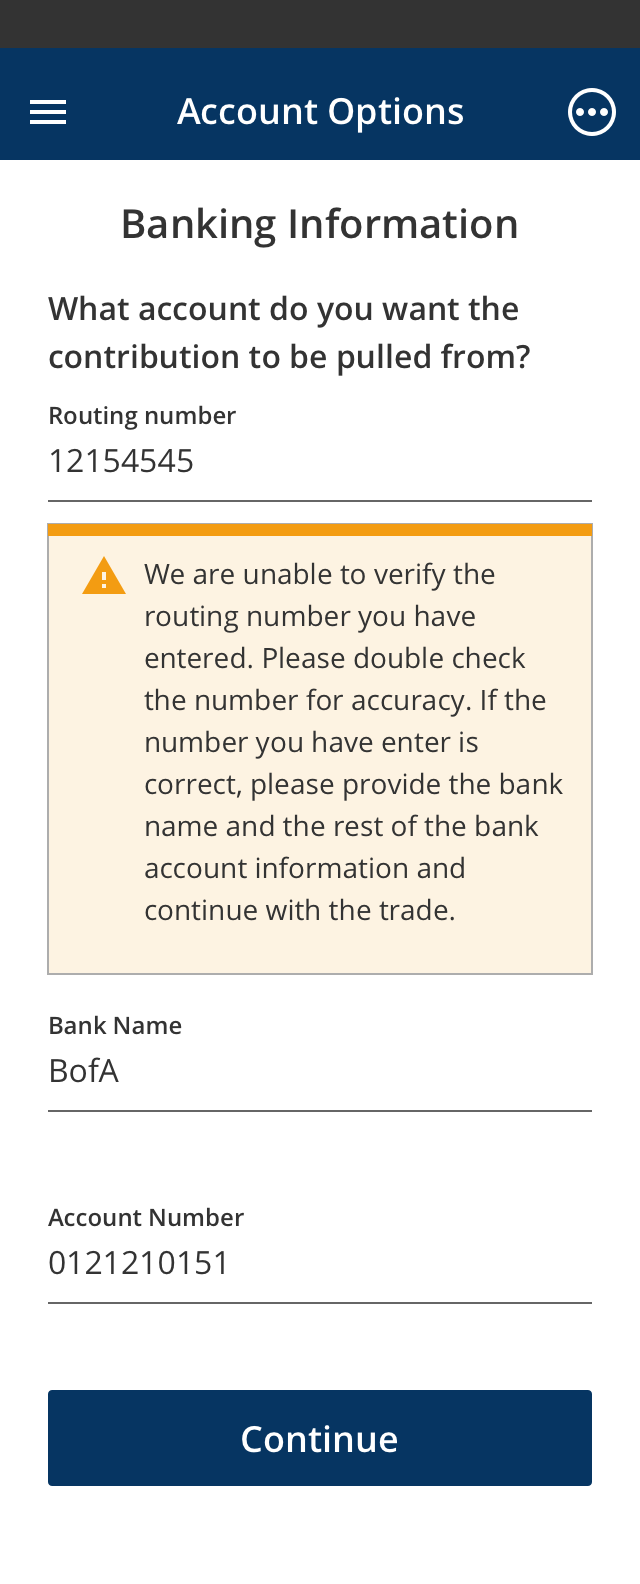 Account Options
Banking Information
What account do you want the
contribution to be pulled from?
Routing number
12154545
We are unable to verify the
routing number you have
entered. Please double check
the number for accuracy. If the
number you have enter is
correct, please provide the bank
name and the rest of the bank
account information and
continue with the trade.
Bank Name
BofA
Account Number
0121210151
Continue